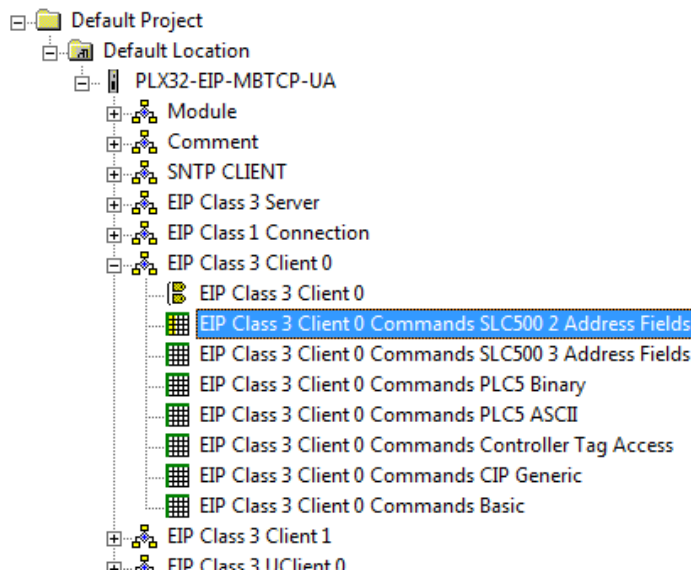 Default Project
Default Location
PLX32-EIP-MBTCP-UA
Module
Comment
SNTP CLIENT
EIP Class 3 Server
EIP Class 1 Connection
EIP Class 3 Client 0
EIP Class 3 Client 0
EIP Class 3 Client 0 Commands SLC500 2 Address Fields
EIP Class 3 Client 0 Commands SLC500 3 Address Fields
EIP Class 3 Client 0 Commands PLC5 Binary
EIP Class 3 Client 0 Commands PLC5 ASCII
EIP Class 3 Client 0 Commands Controller Tag Access
EIP Class 3 Client 0 Commands CIP Generic
EIP Class 3 Client 0 Commands Basic
EIP Class 3 Client 1
EIP Class 3 UClient 0